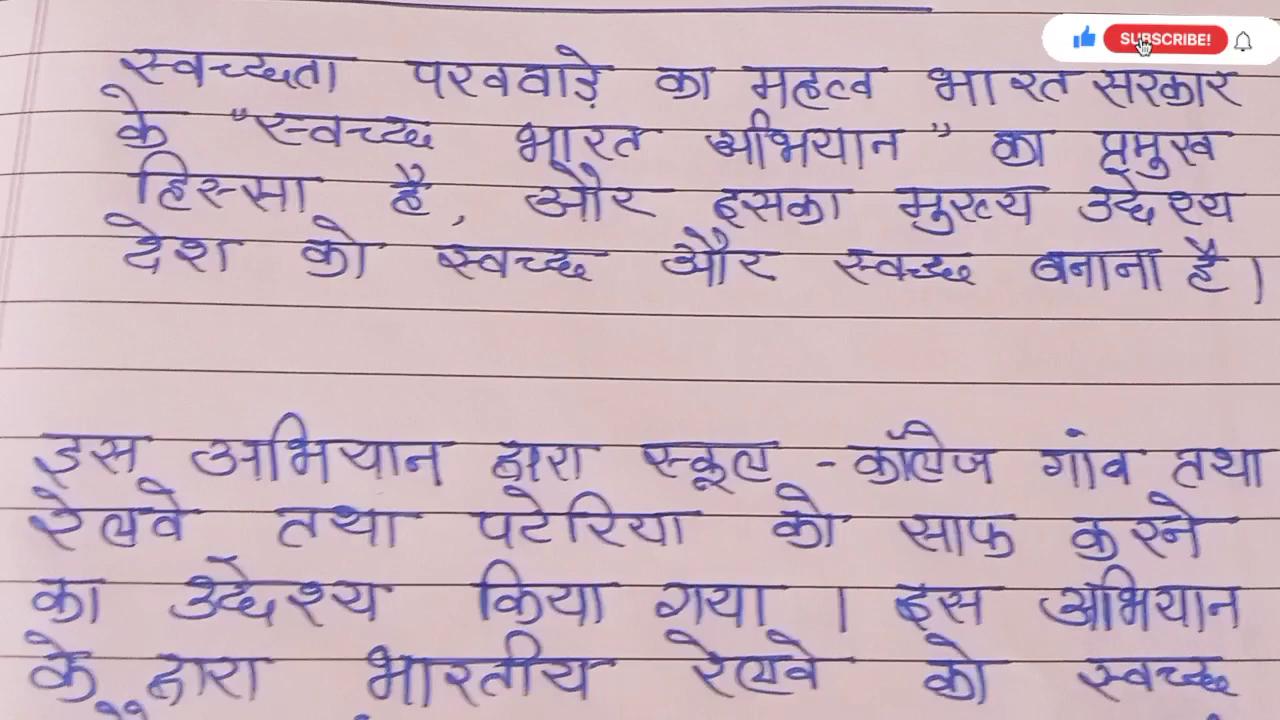 SUBSCRIBE!
स्वच्छता परववाड़े का महत्व भारत सरकार
के "स्वच्छ भारत अभियान" का प्रमुख
हिस्सा है, और इसका मुख्य उद्देश्य
देश को स्वच्छ और स्वच्छ बनाना है।
इस अभियान द्वारा स्कूल - कॉलेज गांव तथा
रेलवे तथा पटेरिया को साफ करने
का उद्देश्य किया गया । इस अभियान
के द्वारा भारतीय रेलवे को स्वच्छ